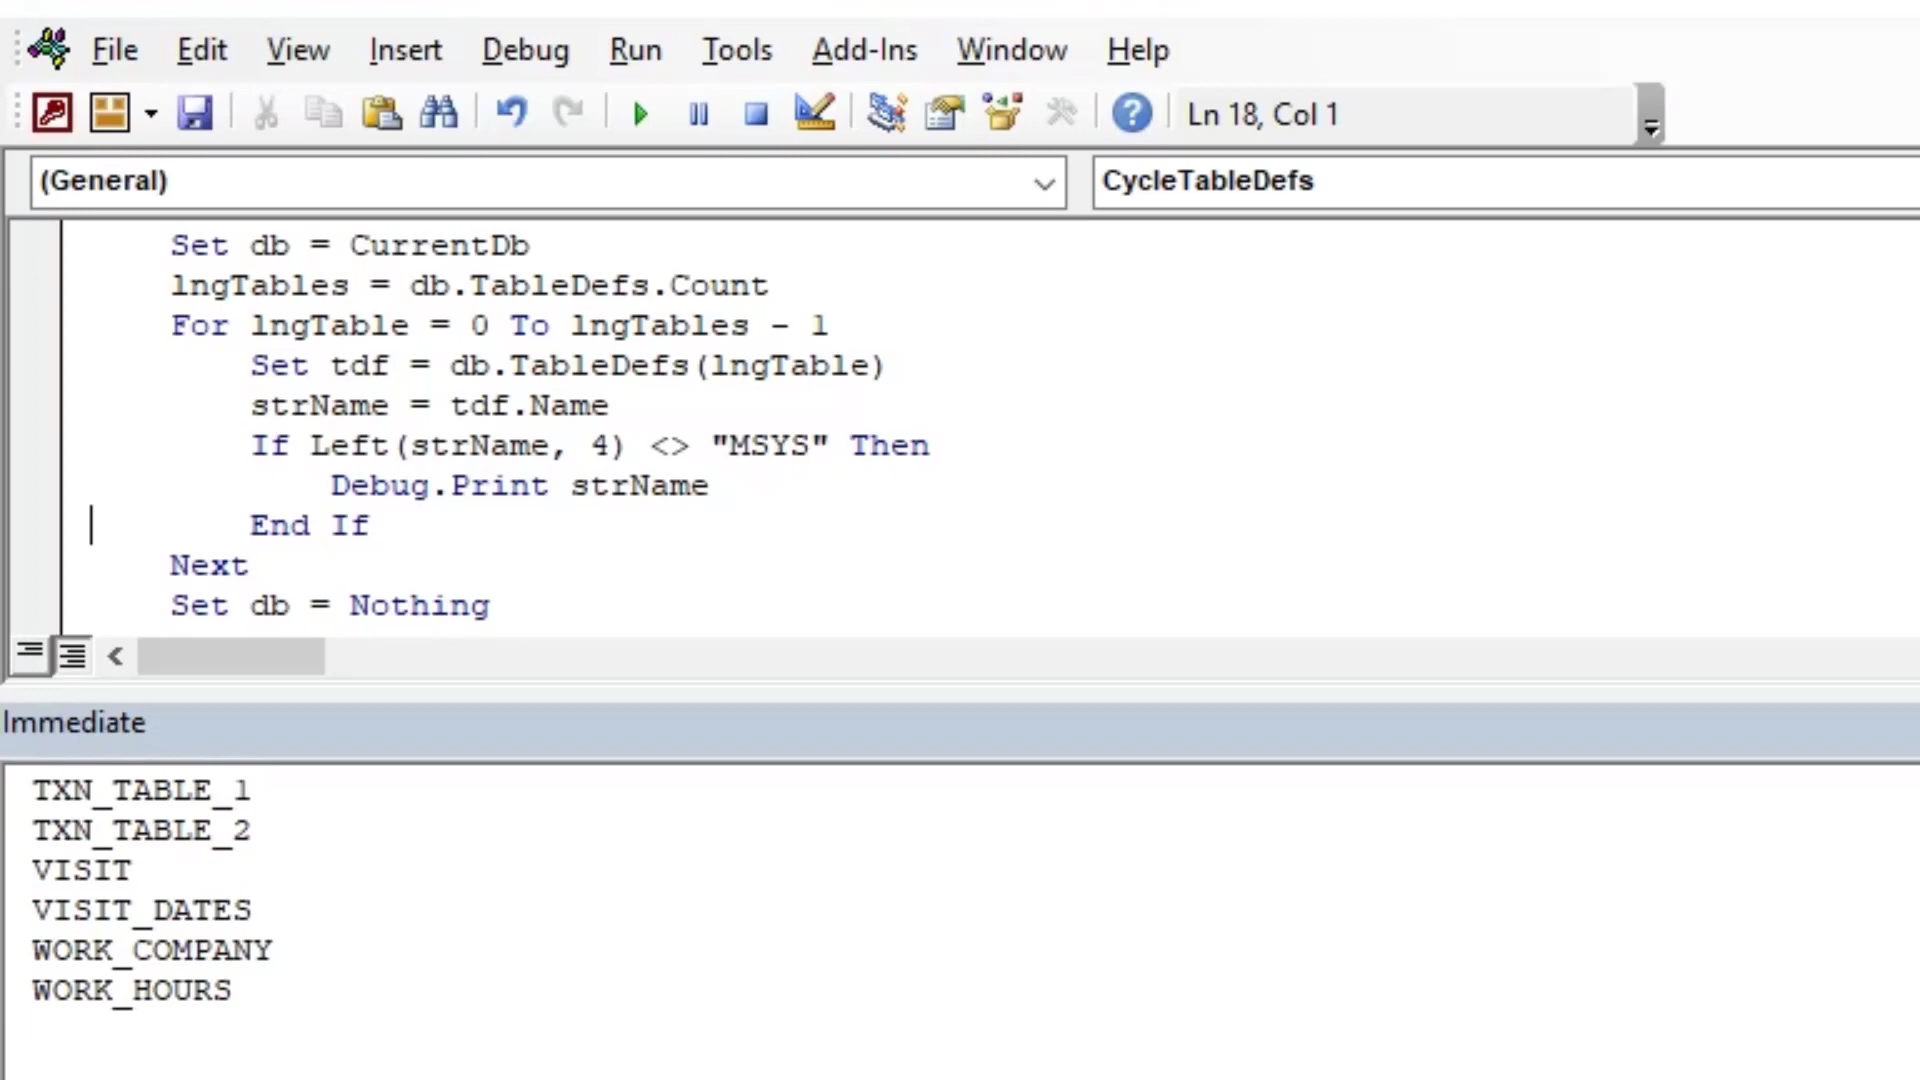 File Edit View Insert Debug Run Tools Add-Ins Window Help
Ln 18, Col 1
(General) CycleTableDefs
Set db = CurrentDb
lngTables = db.TableDefs.Count
For lngTable = 0 To lngTables - 1
Set tdf = db.TableDefs(lngTable)
strName = tdf.Name
If Left(strName, 4) <> "MSYS" Then
Debug.Print strName
End If
Next
Set db = Nothing
Immediate
TXN_TABLE_1
TXN_TABLE_2
VISIT
VISIT_DATES
WORK_COMPANY
WORK_HOURS